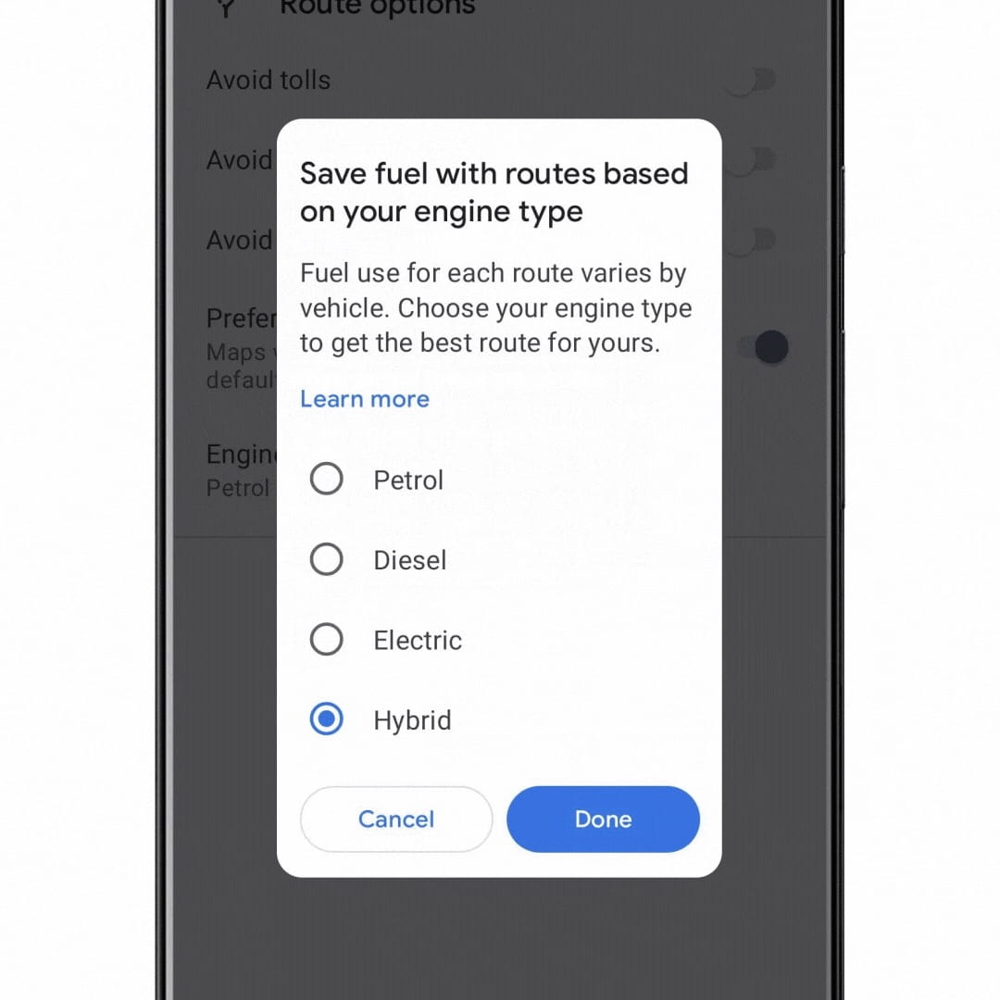 Route options
Avoid tolls
Avoid
Save fuel with routes based
on your engine type
Avoid
Fuel use for each route varies by
vehicle. Choose your engine type
to get the best route for yours.
Prefer
Maps
default
Learn more
Engine
Petrol
Petrol
Diesel
Electric
Hybrid
Cancel
Done